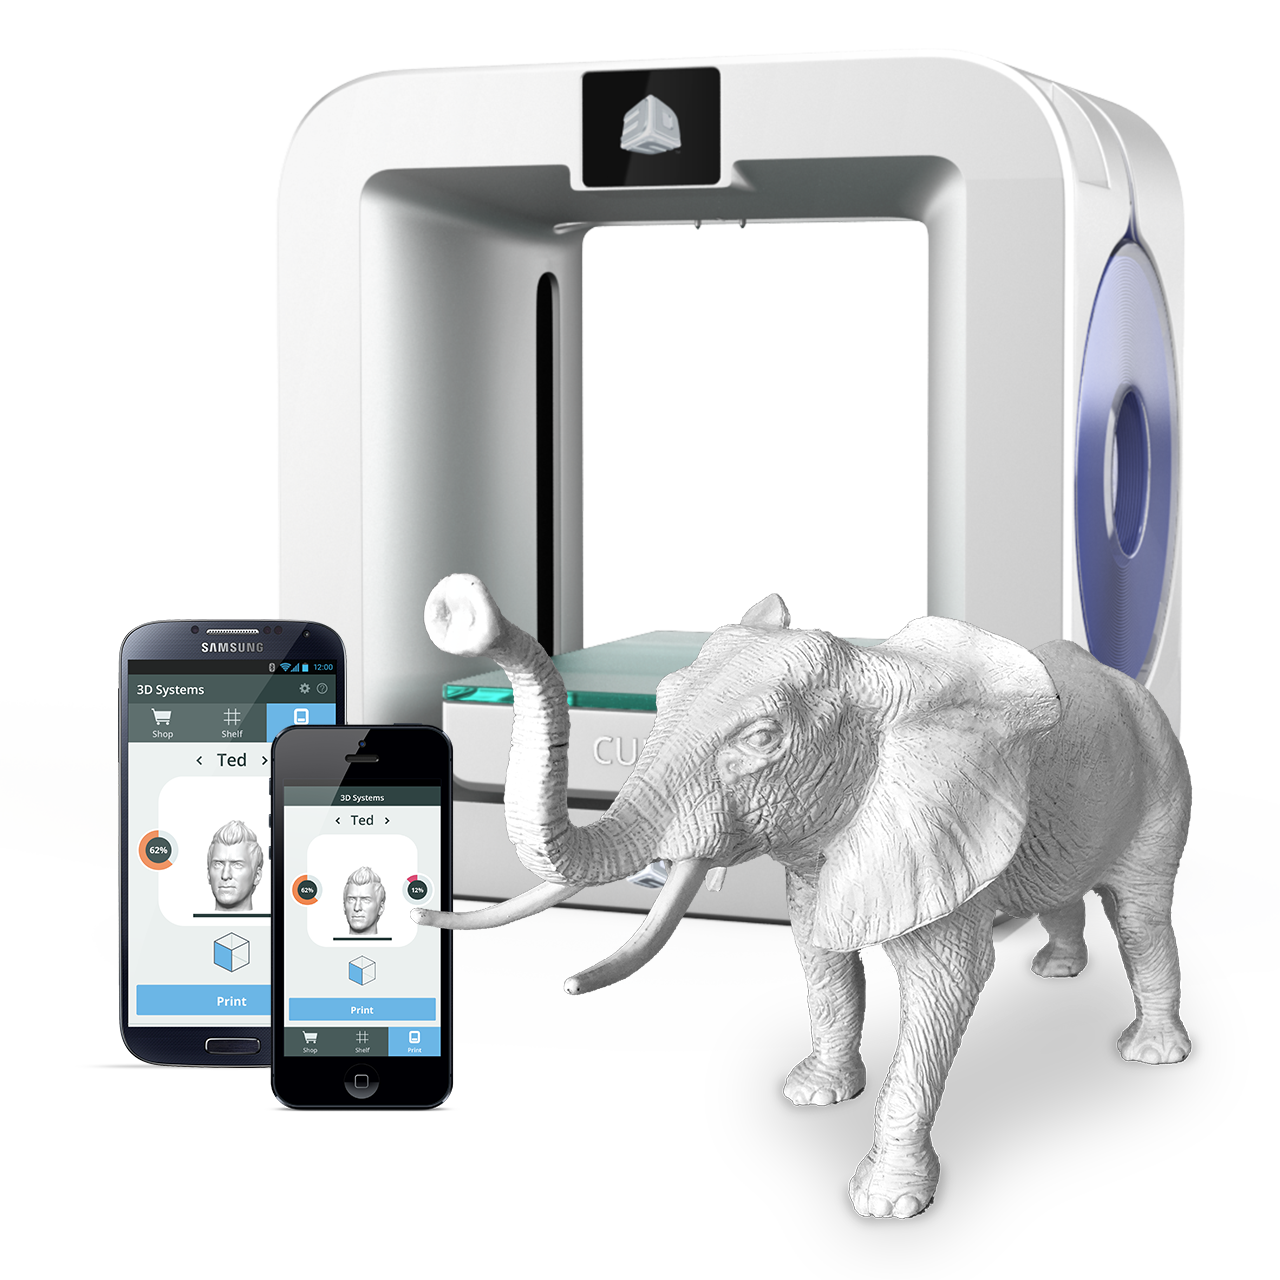 SAMSUNG
12:00
3D Systems
Shop
Shelf
< Ted >
62%
Print
3D Systems
< Ted >
62%
12%
Print
Shop
Shelf
Print